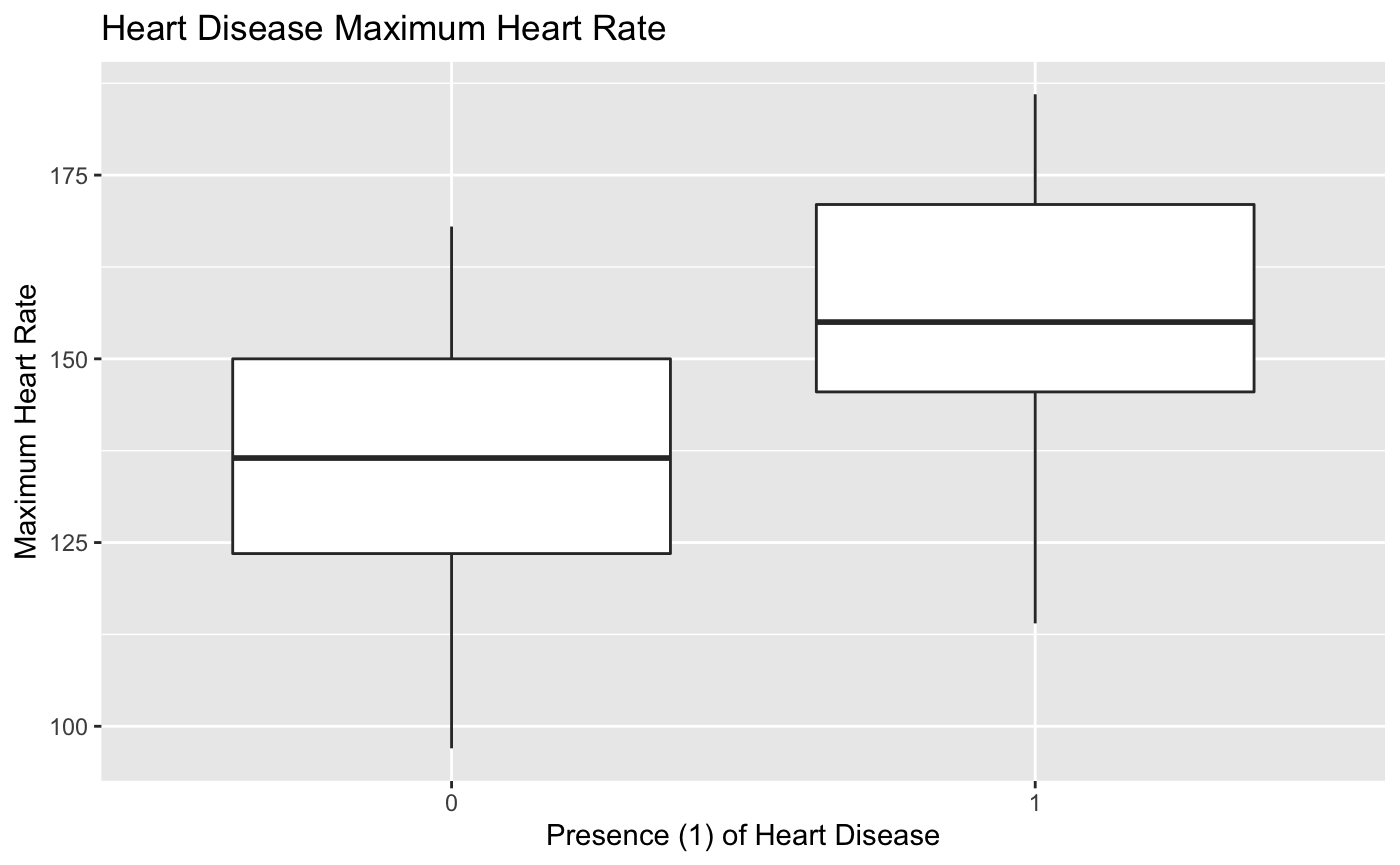 Heart Disease Maximum Heart Rate
Maximum Heart Rate
175
150
125
100
0
1
Presence (1) of Heart Disease